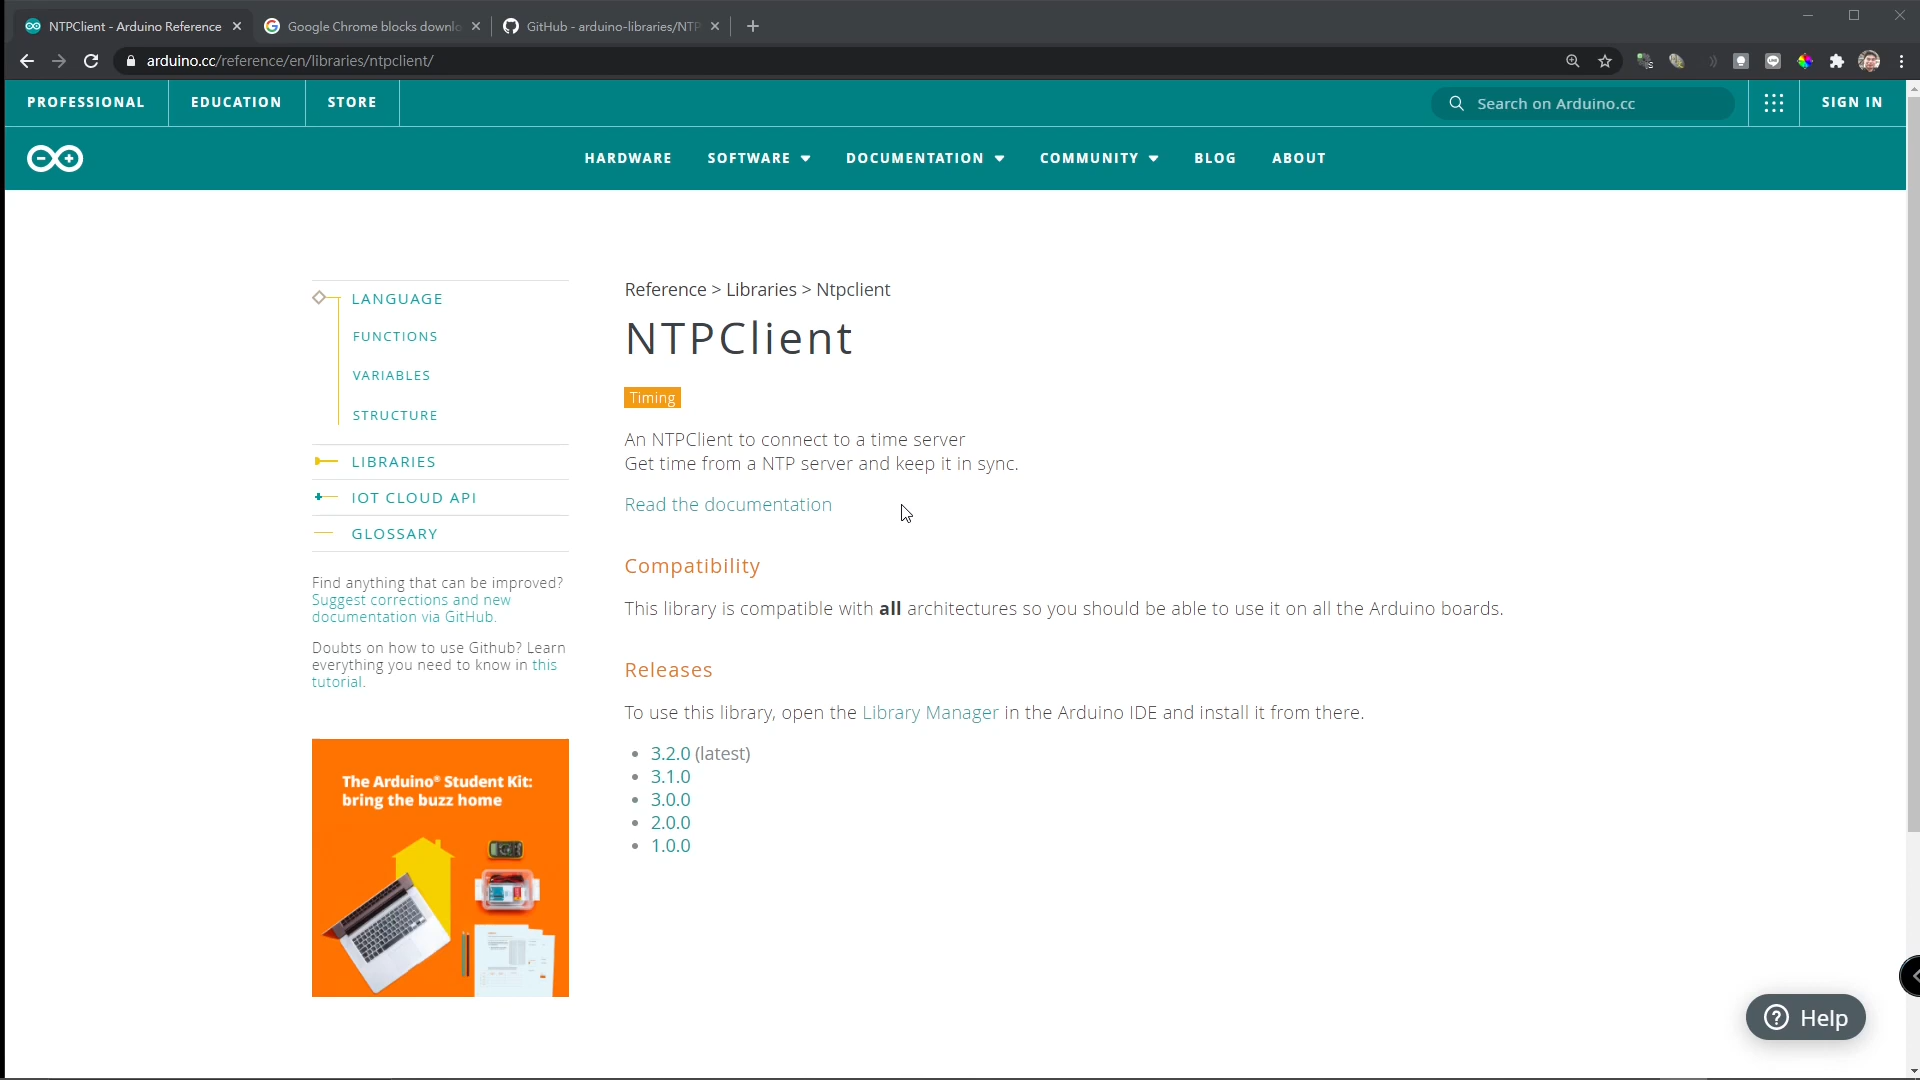 NTPClient - Arduino Reference
Google Chrome blocks downlo
GitHub - arduino-libraries/NTP
arduino.cc/reference/en/libraries/ntpclient/
PROFESSIONAL
EDUCATION
STORE
Search on Arduino.cc
SIGN IN
HARDWARE
SOFTWARE
DOCUMENTATION
COMMUNITY
BLOG
ABOUT
LANGUAGE
FUNCTIONS
VARIABLES
STRUCTURE
LIBRARIES
IOT CLOUD API
GLOSSARY
Find anything that can be improved?
Suggest corrections and new
documentation via GitHub.
Doubts on how to use Github? Learn
everything you need to know in this
tutorial.
The Arduino® Student Kit:
bring the buzz home
Reference > Libraries > Ntpclient
NTPClient
Timing
An NTPClient to connect to a time server
Get time from a NTP server and keep it in sync.
Read the documentation
Compatibility
This library is compatible with all architectures so you should be able to use it on all the Arduino boards.
Releases
To use this library, open the Library Manager in the Arduino IDE and install it from there.
3.2.0 (latest)
3.1.0
3.0.0
2.0.0
1.0.0
Help